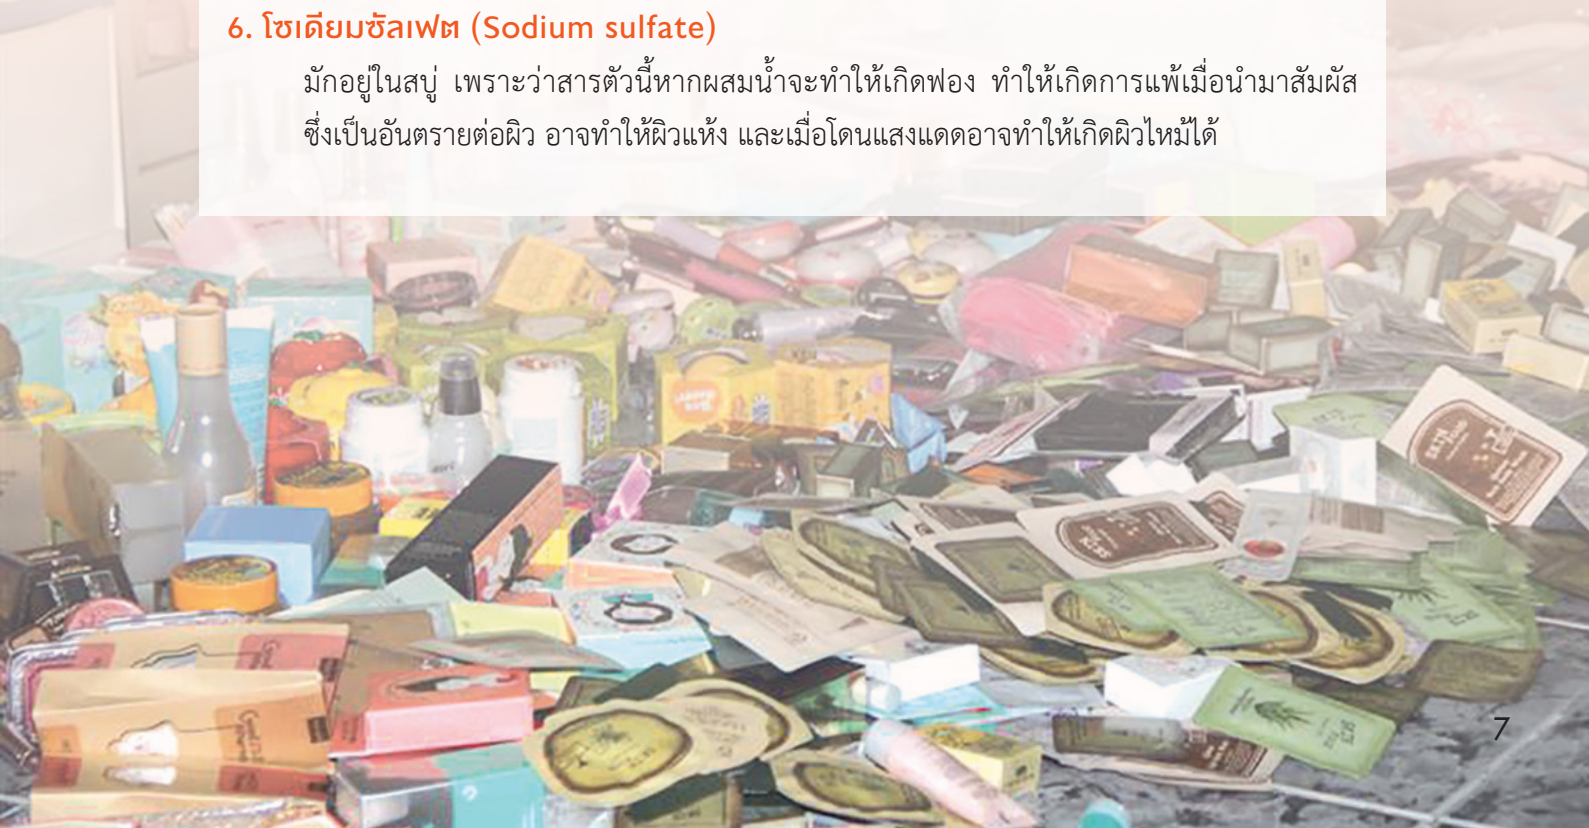 6. โซเดียมซัลเฟต (Sodium sulfate)
มักอยู่ในสบู่ เพราะว่าสารตัวนี้หากผสมน้ำจะทำให้เกิดฟอง ทำให้เกิดการแพ้เมื่อนำมาสัมผัส
ซึ่งเป็นอันตรายต่อผิว อาจทำให้ผิวแห้ง และเมื่อโดนแสงแดดอาจทำให้เกิดผิวไหม้ได้
7